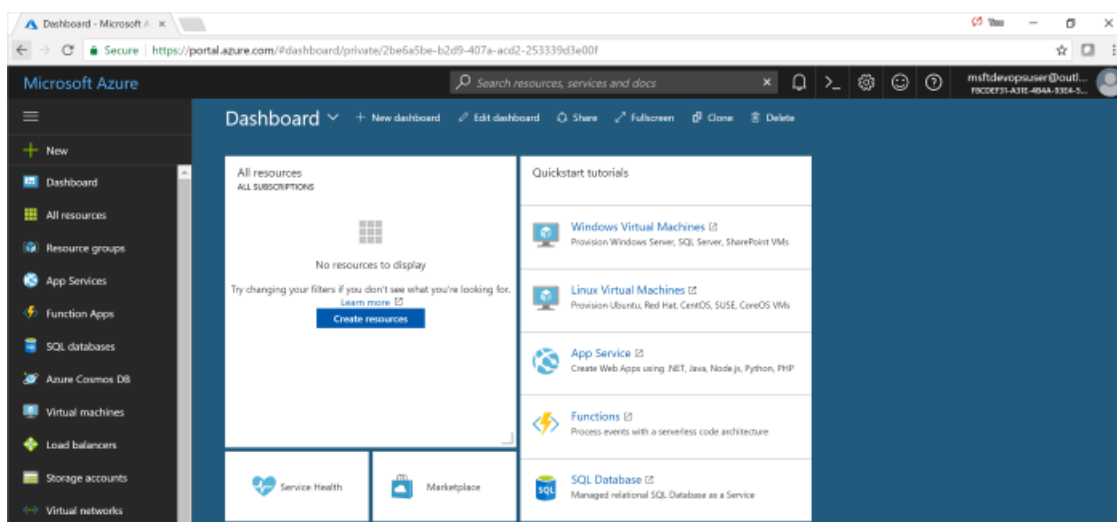 Dashboard - Microsoft A
Secure
https://portal.azure.com/#dashboard/private/2be6a5be-b2d9-407a-acd2-253339d3e00f
Microsoft Azure
Search resources, services and docs
msftdevopsuser@outl...
New
Dashboard
All resources
Resource groups
App Services
Function Apps
SQL databases
Azure Cosmos DB
Virtual machines
Load balancers
Storage accounts
Virtual networks
Dashboard
+ New dashboard
Edit dashboard
Share
Fullscreen
Clone
Delete
All resources
ALL SUBSCRIPTIONS
No resources to display
Try changing your filters if you don't see what you're looking for.
Learn more
Create resources
Service Health
Marketplace
Quickstart tutorials
Windows Virtual Machines
Provision Windows Server, SQL Server, SharePoint VMs
Linux Virtual Machines
Provision Ubuntu, Red Hat, CentOS, SUSE, CoreOS VMs
App Service
Create Web Apps using .NET, Java, Node.js, Python, PHP
Functions
Process events with a serverless code architecture
SQL
SQL Database
Managed relational SQL Database as a Service